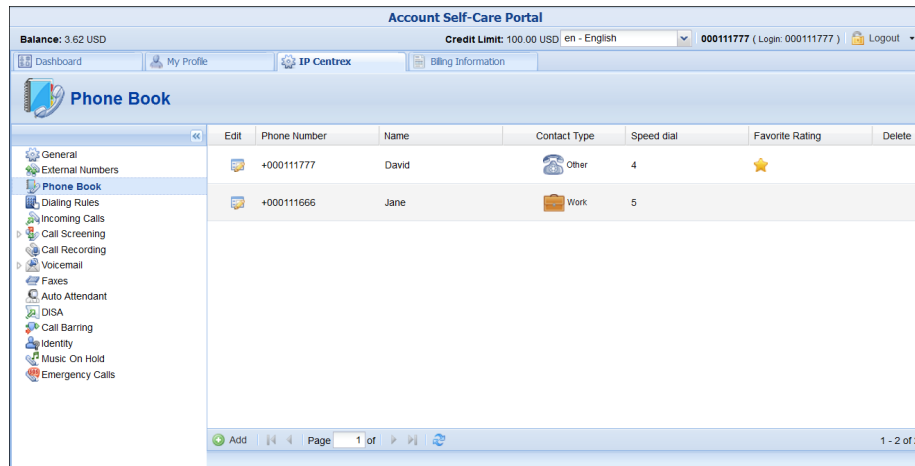 Account Self-Care Portal
Balance: 3.62 USD Credit Limit: 100.00 USD en - English 000111777 ( Login: 000111777 ) Logout
Dashboard My Profile IP Centrex Billing Information
Phone Book
Edit Phone Number Name Contact Type Speed dial Favorite Rating Delete
General
External Numbers
Phone Book
Dialing Rules
Incoming Calls
Call Screening
Call Recording
Voicemail
Faxes
Auto Attendant
DISA
Call Barring
Identity
Music On Hold
Emergency Calls
+000111777 David Other 4
+000111666 Jane Work 5
Add Page 1 of
1 - 2 of